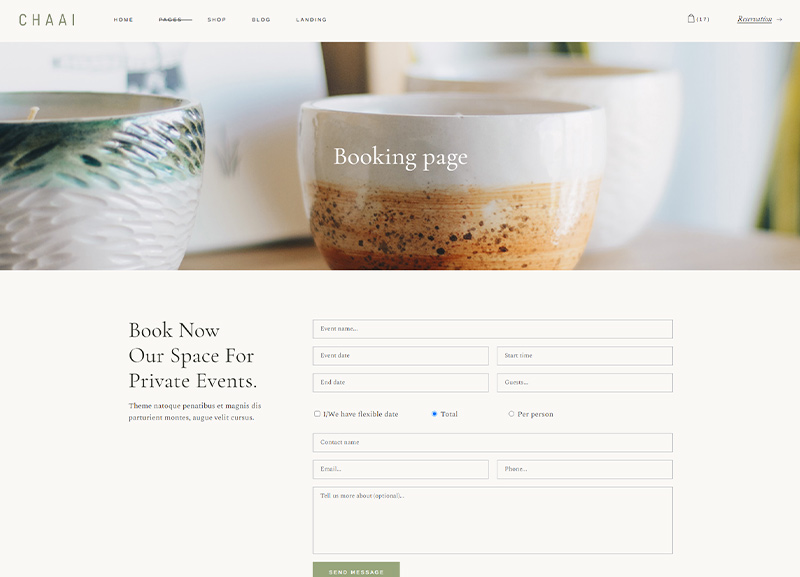 CHAAI
HOME PAGES SHOP BLOG LANDING
(17)
Reservation →
Booking page
Book Now
Our Space For
Private Events.
Theme natoque penatibus et magnis dis
parturient montes, augue velit cursus.
Event name...
Event date
Start time
End date
Guests...
I/We have flexible date
Total
Per person
Contact name
Email...
Phone...
Tell us more about (optional)...
SEND MESSAGE